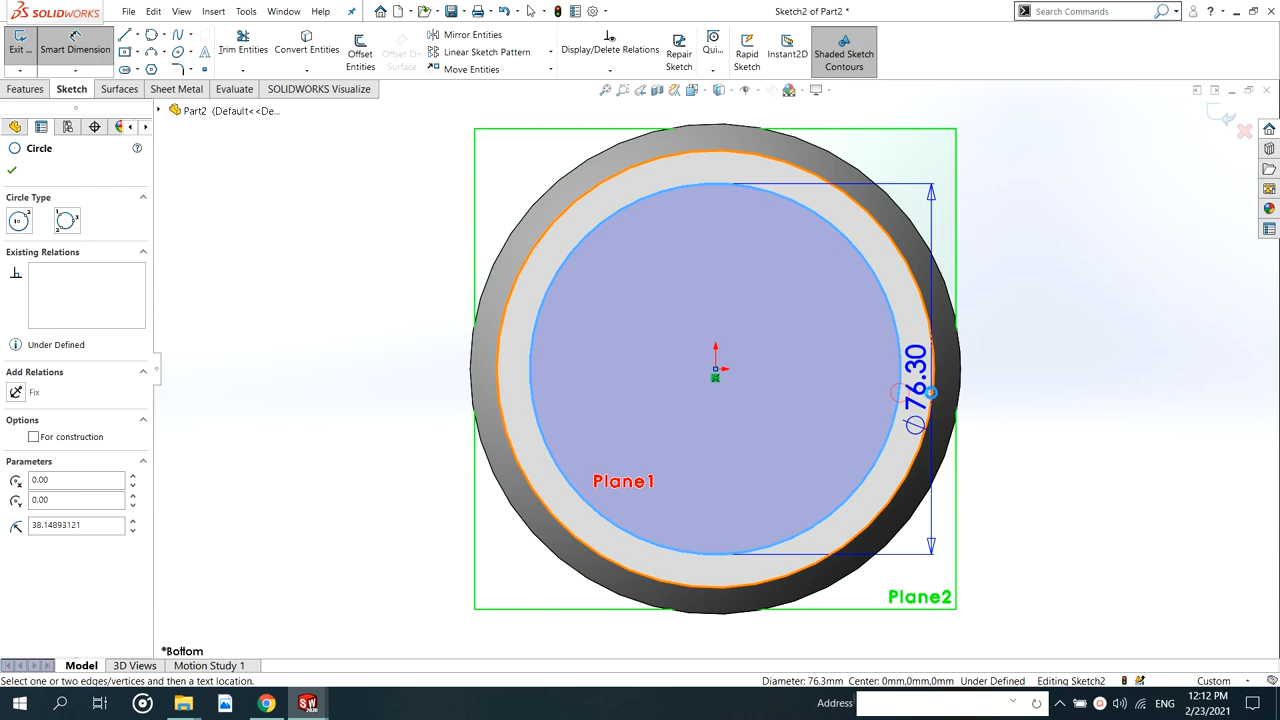 SOLIDWORKS
File
Edit
View
Insert
Tools
Window
Help
Sketch2 of Part2 *
Search Commands
Exit ...
Smart Dimension
Trim Entities
Convert Entities
Offset Entities
Offset On Surface
Mirror Entities
Linear Sketch Pattern
Move Entities
Display/Delete Relations
Repair Sketch
Qui...
Rapid Sketch
Instant2D
Shaded Sketch Contours
Features
Sketch
Surfaces
Sheet Metal
Evaluate
SOLIDWORKS Visualize
Part2 (Default<<De...
Circle
Circle Type
Existing Relations
Under Defined
Add Relations
Fix
Options
For construction
Parameters
0.00
0.00
38.14893121
∅ 76.30
Plane1
Plane2
*Bottom
Model
3D Views
Motion Study 1
Select one or two edges/vertices and then a text location.
Diameter: 76.3mm Center: 0mm,0mm,0mm Under Defined Editing Sketch2
Custom
Address
ENG
12:12 PM
2/23/2021